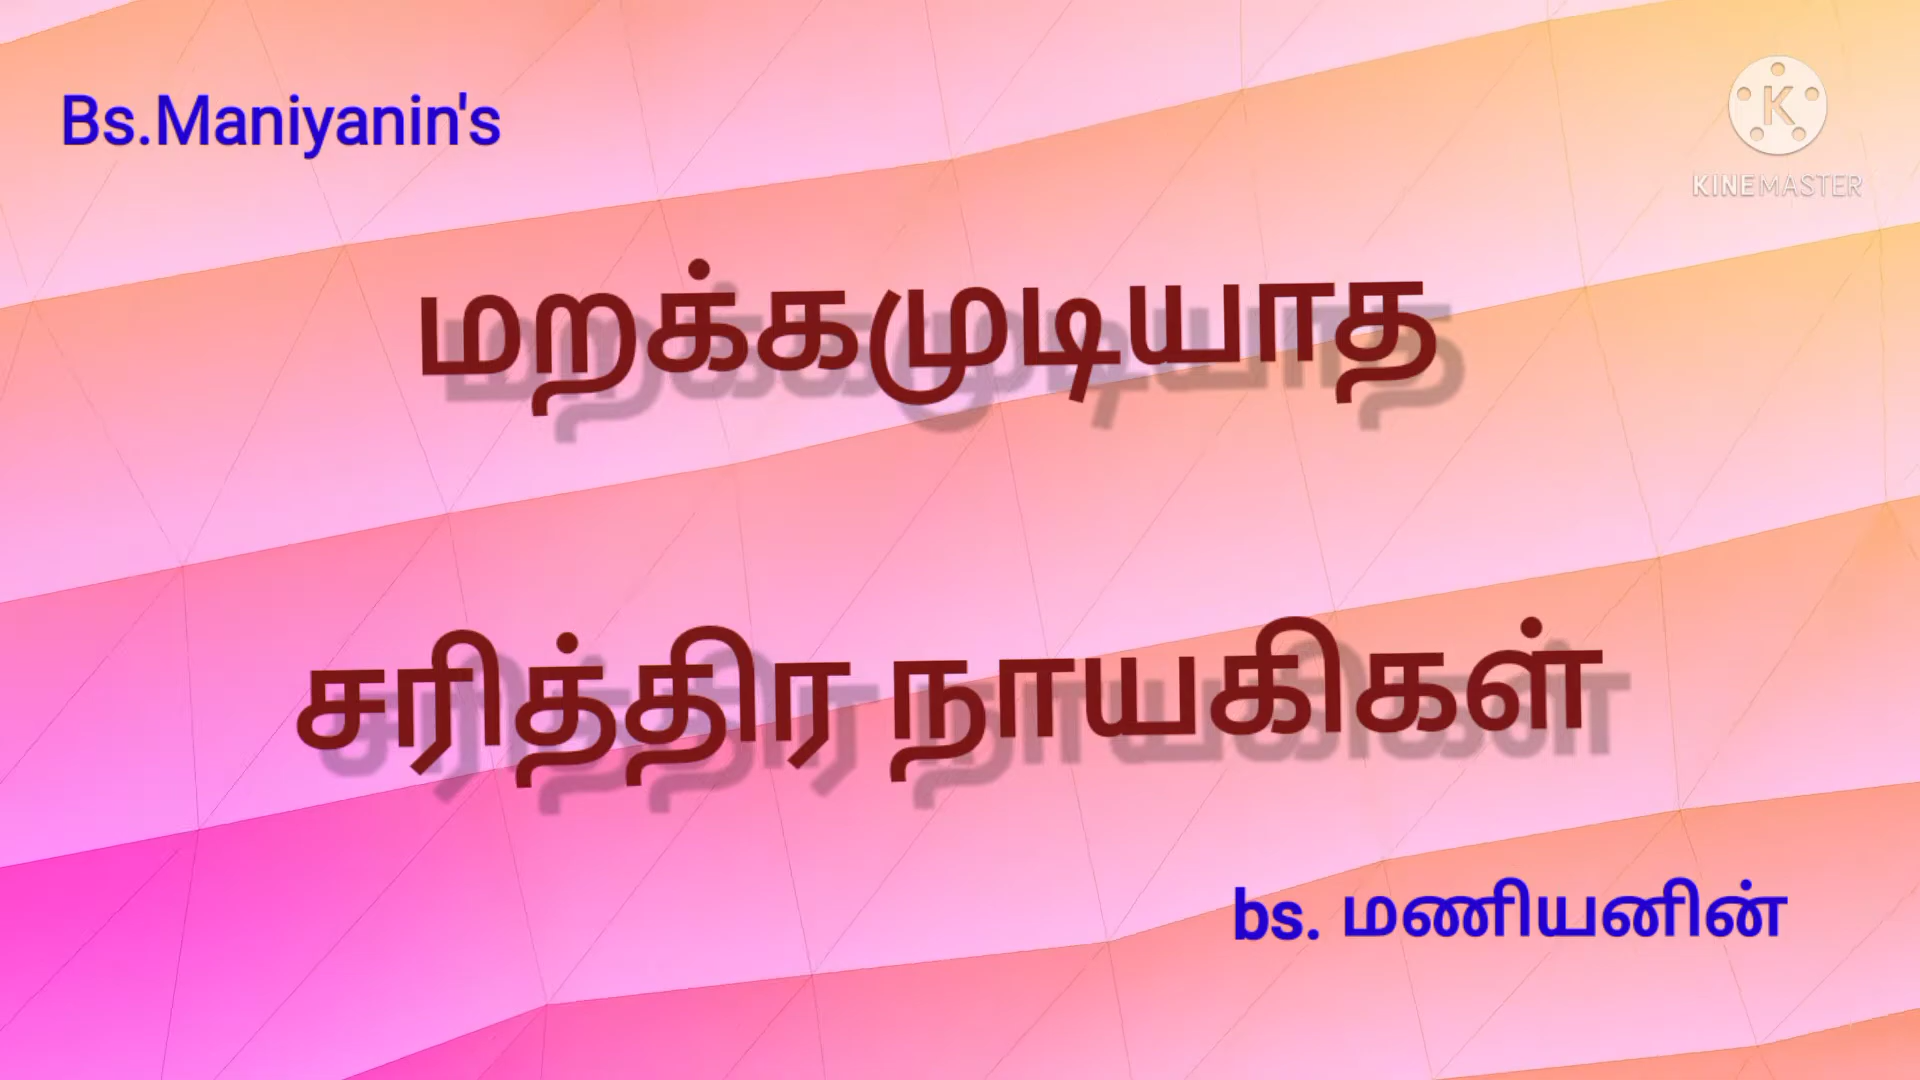 Bs.Maniyanin's
KINEMASTER
மறக்கமுடியாத
சரித்திர நாயகிகள்
bs. மணியனின்